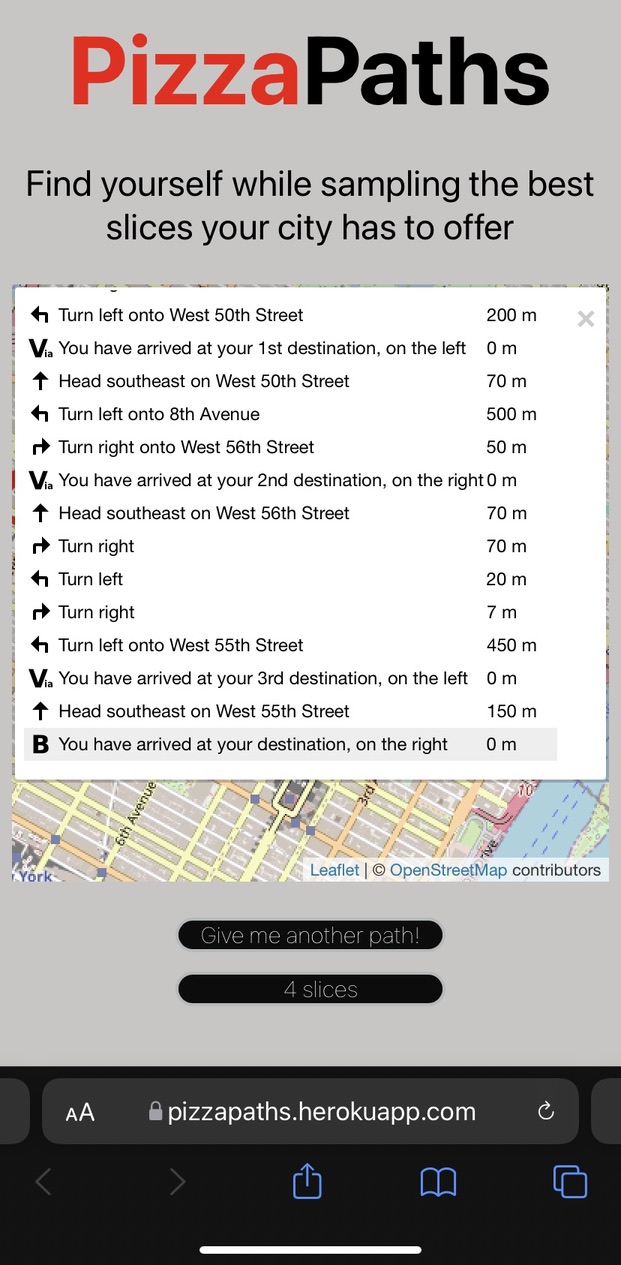 PizzaPaths
Find yourself while sampling the best
slices your city has to offer
Turn left onto West 50th Street 200 m ×
Via You have arrived at your 1st destination, on the left 0 m
Head southeast on West 50th Street 70 m
Turn left onto 8th Avenue 500 m
Turn right onto West 56th Street 50 m
Via You have arrived at your 2nd destination, on the right 0 m
Head southeast on West 56th Street 70 m
Turn right 70 m
Turn left 20 m
Turn right 7 m
Turn left onto West 55th Street 450 m
Via You have arrived at your 3rd destination, on the left 0 m
Head southeast on West 55th Street 150 m
B You have arrived at your destination, on the right 0 m
6th Avenue
3rd
10
York
Leaflet | © OpenStreetMap contributors
Give me another path!
4 slices
AA pizzapaths.herokuapp.com